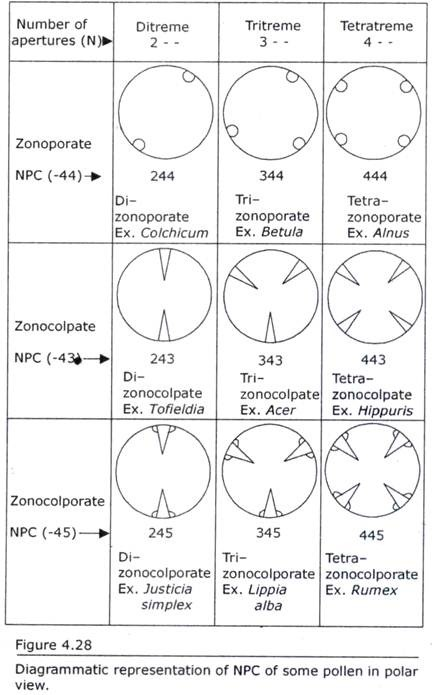 Number of
apertures (N)
Ditreme
2 - -
Tritreme
3 - -
Tetratreme
4 - -
Zonoporate
NPC (-44)
244
Di-
zonoporate
Ex. Colchicum
344
Tri-
zonoporate
Ex. Betula
444
Tetra-
zonoporate
Ex. Alnus
Zonocolpate
NPC (-43)
243
Di-
zonocolpate
Ex. Tofieldia
343
Tri-
zonocolpate
Ex. Acer
443
Tetra-
zonocolpate
Ex. Hippuris
Zonocolporate
NPC (-45)
245
Di-
zonocolporate
Ex. Justicia
simplex
345
Tri-
zonocolporate
Ex. Lippia
alba
445
Tetra-
zonocolporate
Ex. Rumex
Figure 4.28
Diagrammatic representation of NPC of some pollen in polar
view.